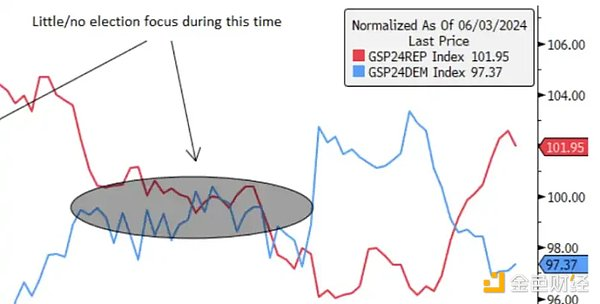 Little/no election focus during this time
Normalized As Of 06/03/2024
Last Price
GSP24REP Index 101.95
GSP24DEM Index 97.37
106.00
104.00
101.95
100.00
98.00
97.37
96.00
金色财经